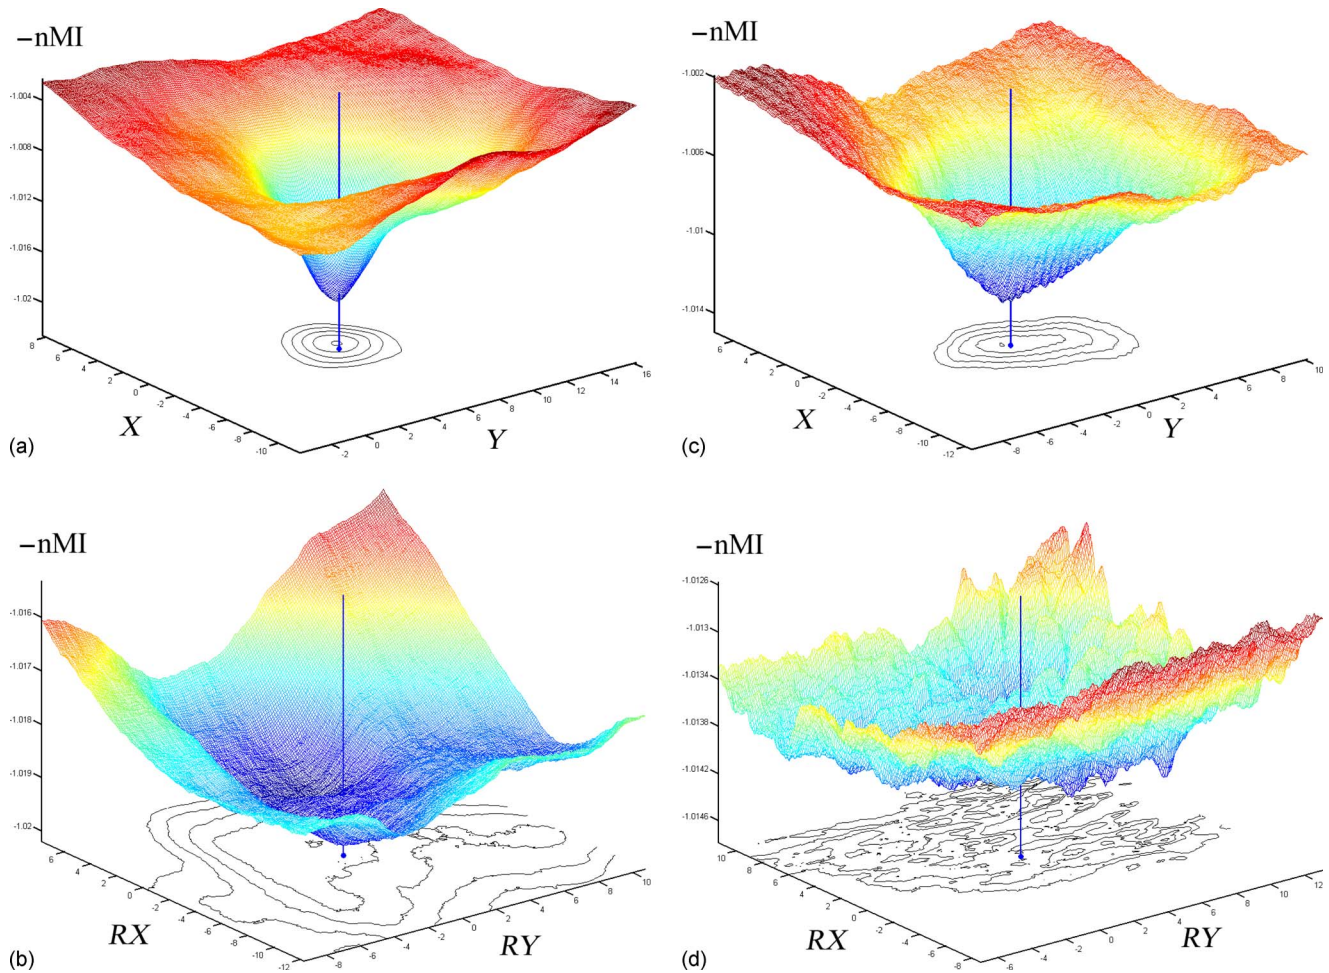 −nMI
-1.004
-1.008
-1.012
-1.016
-1.02
8 6 4 2 0 -2 -4 -6 -8 -10
X
-2 0 2 4 6 8 10 12 14 16
Y
(a)
−nMI
-1.002
-1.006
-1.01
-1.014
6 4 2 0 -2 -4 -6 -8 -10 -12
X
-8 -6 -4 -2 0 2 4 6 8 10
Y
(c)
−nMI
-1.016
-1.017
-1.018
-1.019
-1.02
6 4 2 0 -2 -4 -6 -8 -10 -12
RX
-8 -6 -4 -2 0 2 4 6 8 10
RY
(b)
−nMI
-1.0126
-1.013
-1.0134
-1.0138
-1.0142
-1.0146
10 8 6 4 2 0 -2 -4 -6 -8
RX
-6 -4 -2 0 2 4 6 8 10 12
RY
(d)